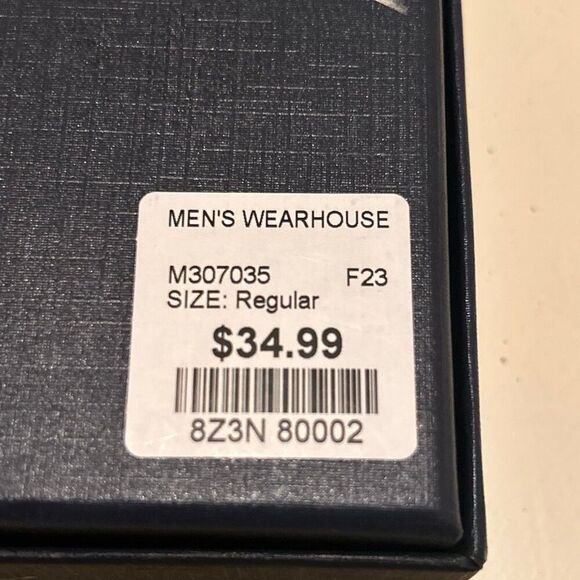 MEN'S WEARHOUSE
M307035 F23
SIZE: Regular
$34.99
8Z3N 80002